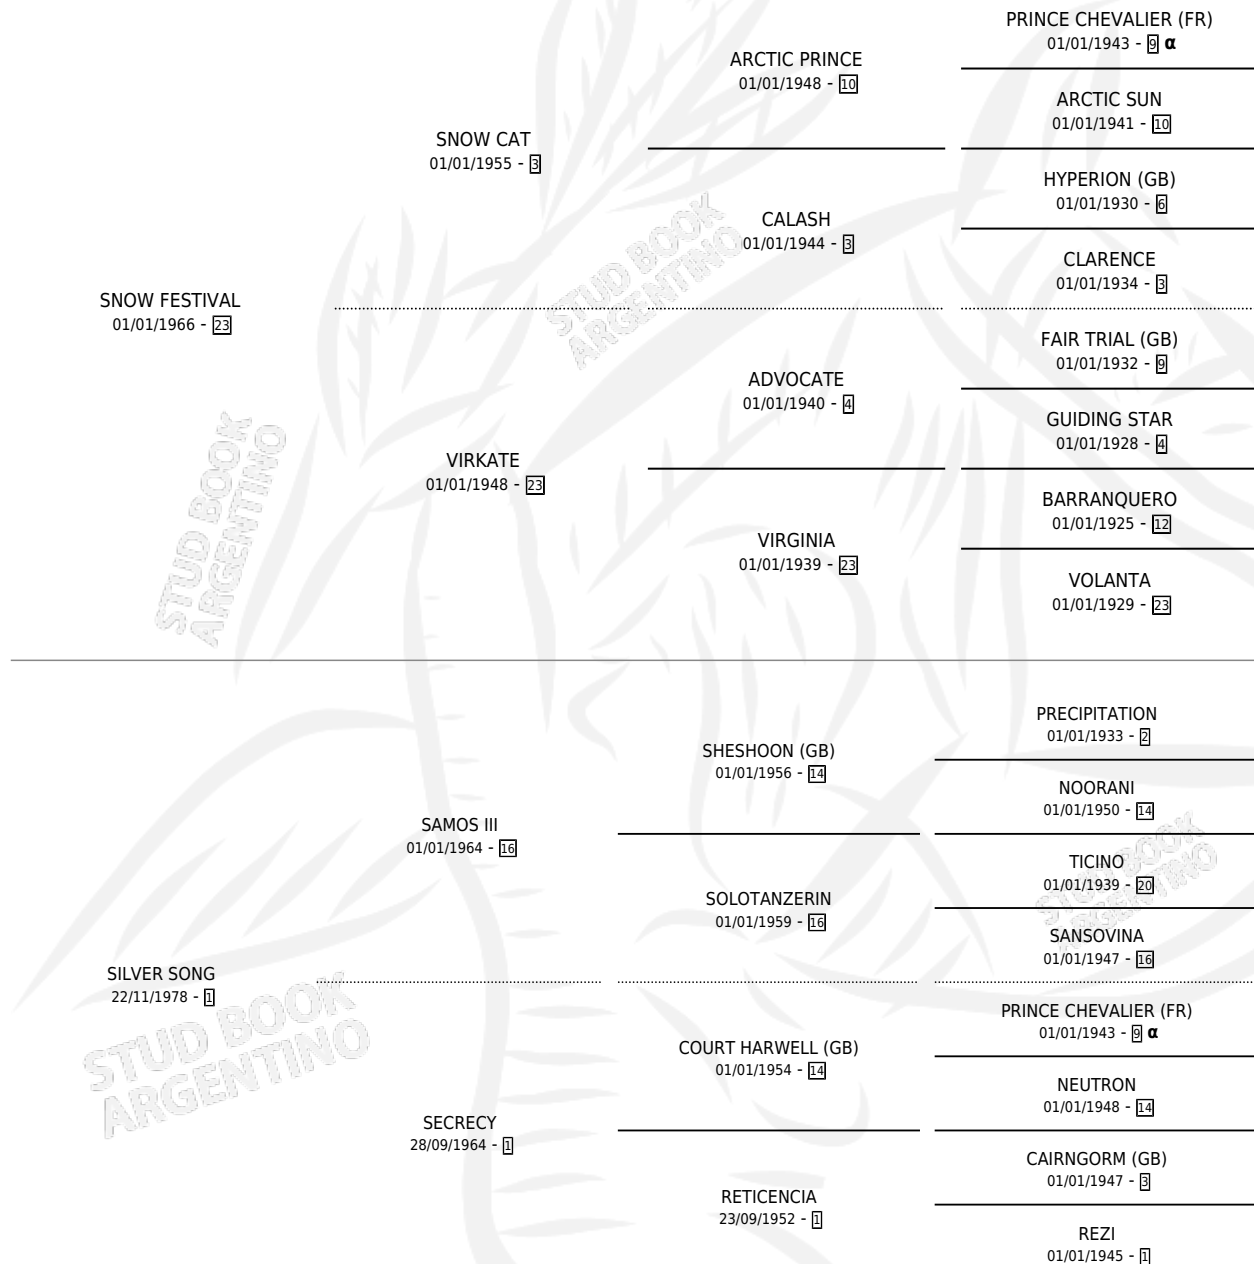 PRINCE CHEVALIER (FR)
01/01/1943 - 9 α
ARCTIC PRINCE
01/01/1948 - 10
ARCTIC SUN
01/01/1941 - 10
SNOW CAT
01/01/1955 - 3
HYPERION (GB)
01/01/1930 - 6
CALASH
01/01/1944 - 3
CLARENCE
01/01/1934 - 3
SNOW FESTIVAL
01/01/1966 - 23
FAIR TRIAL (GB)
01/01/1932 - 9
ADVOCATE
01/01/1940 - 4
GUIDING STAR
01/01/1928 - 4
VIRKATE
01/01/1948 - 23
BARRANQUERO
01/01/1925 - 12
VIRGINIA
01/01/1939 - 23
VOLANTA
01/01/1929 - 23
PRECIPITATION
01/01/1933 - 2
SHESHOON (GB)
01/01/1956 - 14
NOORANI
01/01/1950 - 14
SAMOS III
01/01/1964 - 16
TICINO
01/01/1939 - 20
SOLOTANZERIN
01/01/1959 - 16
SANSOVINA
01/01/1947 - 16
SILVER SONG
22/11/1978 - 1
PRINCE CHEVALIER (FR)
01/01/1943 - 9 α
COURT HARWELL (GB)
01/01/1954 - 14
NEUTRON
01/01/1948 - 14
SECRECY
28/09/1964 - 1
CAIRNGORM (GB)
01/01/1947 - 3
RETICENCIA
23/09/1952 - 1
REZI
01/01/1945 - 1
STUD BOOK
ARGENTINO
STUD BOOK
ARGENTINO
STUD BOOK
ARGENTINO
STUD BOOK
ARGENTINO